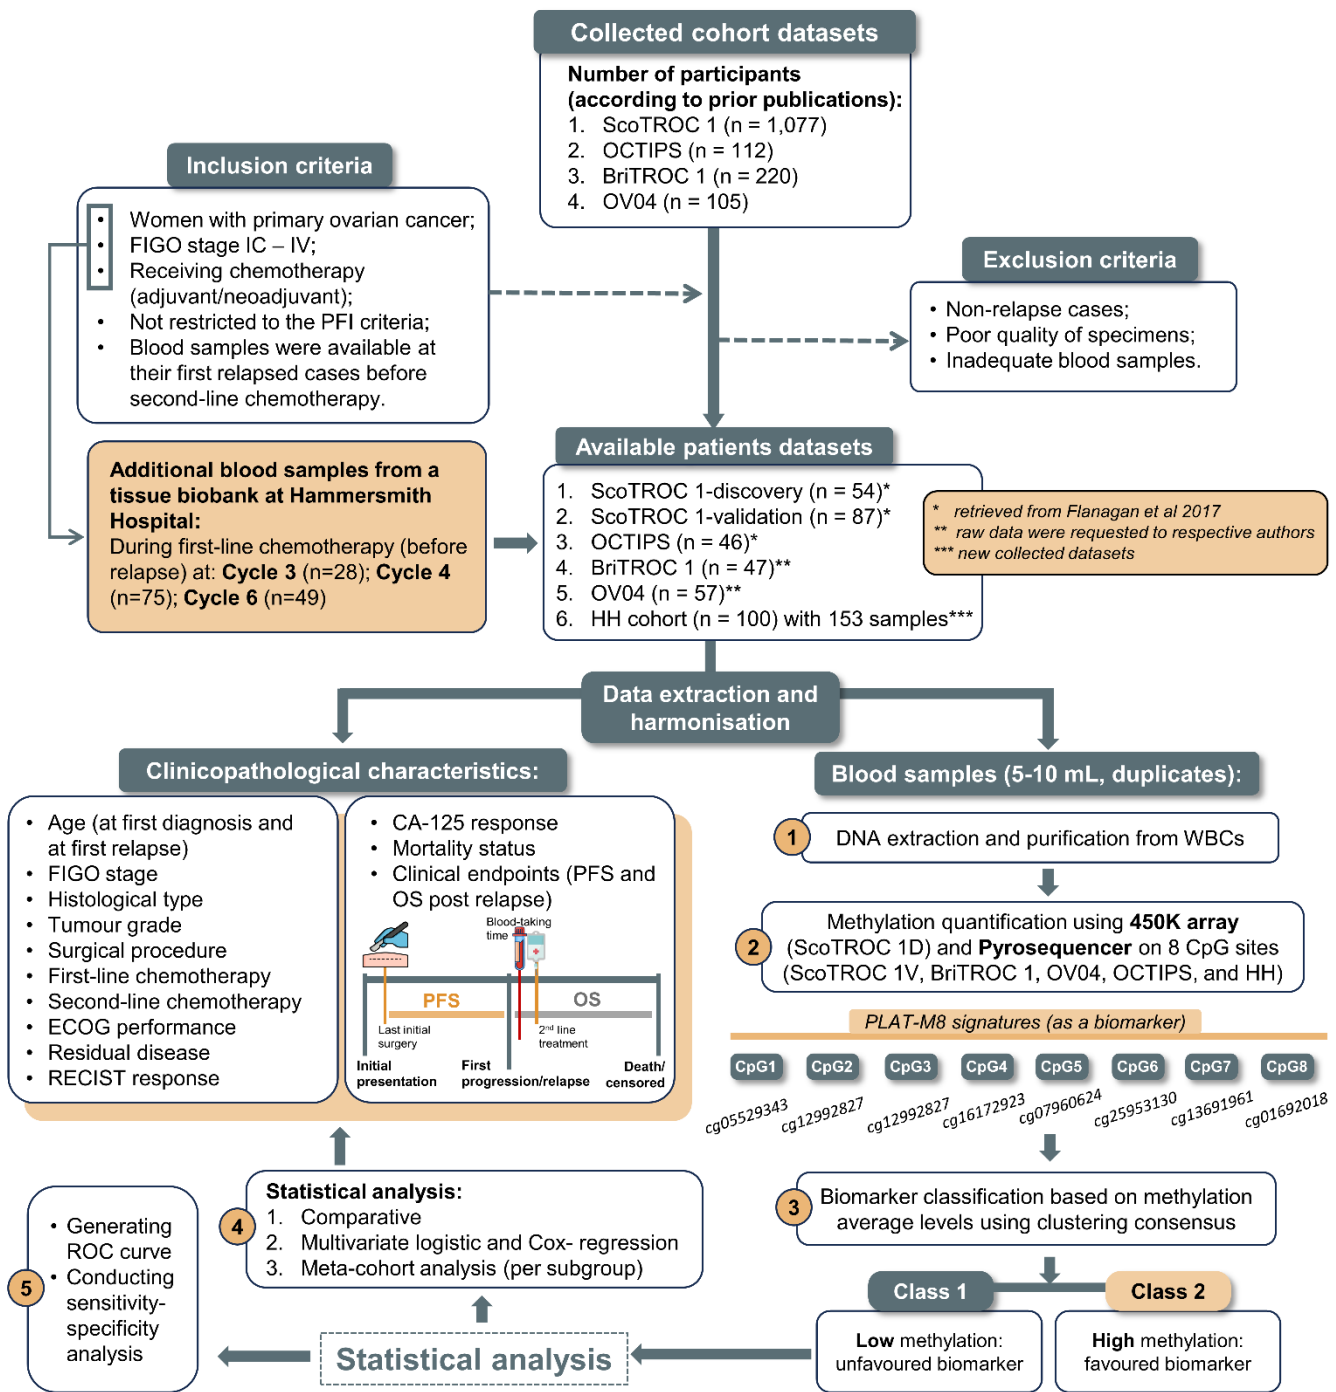 Collected cohort datasets
Number of participants
(according to prior publications):
1. ScoTROC 1 (n = 1,077)
2. OCTIPS (n = 112)
3. BriTROC 1 (n = 220)
4. OV04 (n = 105)
Inclusion criteria
• Women with primary ovarian cancer;
• FIGO stage IC – IV;
• Receiving chemotherapy
(adjuvant/neoadjuvant);
• Not restricted to the PFI criteria;
• Blood samples were available at
their first relapsed cases before
second-line chemotherapy.
Exclusion criteria
• Non-relapse cases;
• Poor quality of specimens;
• Inadequate blood samples.
Additional blood samples from a
tissue biobank at Hammersmith
Hospital:
During first-line chemotherapy (before
relapse) at: Cycle 3 (n=28); Cycle 4
(n=75); Cycle 6 (n=49)
Available patients datasets
1. ScoTROC 1-discovery (n = 54)*
2. ScoTROC 1-validation (n = 87)*
3. OCTIPS (n = 46)*
4. BriTROC 1 (n = 47)**
5. OV04 (n = 57)**
6. HH cohort (n = 100) with 153 samples***
* retrieved from Flanagan et al 2017
** raw data were requested to respective authors
*** new collected datasets
Data extraction and
harmonisation
Clinicopathological characteristics:
• Age (at first diagnosis and
at first relapse)
• FIGO stage
• Histological type
• Tumour grade
• Surgical procedure
• First-line chemotherapy
• Second-line chemotherapy
• ECOG performance
• Residual disease
• RECIST response
• CA-125 response
• Mortality status
• Clinical endpoints (PFS and
OS post relapse)
Blood-taking
time
PFS
OS
Last initial
surgery
2nd line
treatment
Initial
presentation
First
progression/relapse
Death/
censored
Blood samples (5-10 mL, duplicates):
1
DNA extraction and purification from WBCs
2
Methylation quantification using 450K array
(ScoTROC 1D) and Pyrosequencer on 8 CpG sites
(ScoTROC 1V, BriTROC 1, OV04, OCTIPS, and HH)
PLAT-M8 signatures (as a biomarker)
CpG1 CpG2 CpG3 CpG4 CpG5 CpG6 CpG7 CpG8
cg05529343 cg12992827 cg12992827 cg16172923 cg07960624 cg25953130 cg13691961 cg01692018
3
Biomarker classification based on methylation
average levels using clustering consensus
Class 1
Low methylation:
unfavoured biomarker
Class 2
High methylation:
favoured biomarker
Statistical analysis
4
Statistical analysis:
1. Comparative
2. Multivariate logistic and Cox- regression
3. Meta-cohort analysis (per subgroup)
5
• Generating
ROC curve
• Conducting
sensitivity-
specificity
analysis